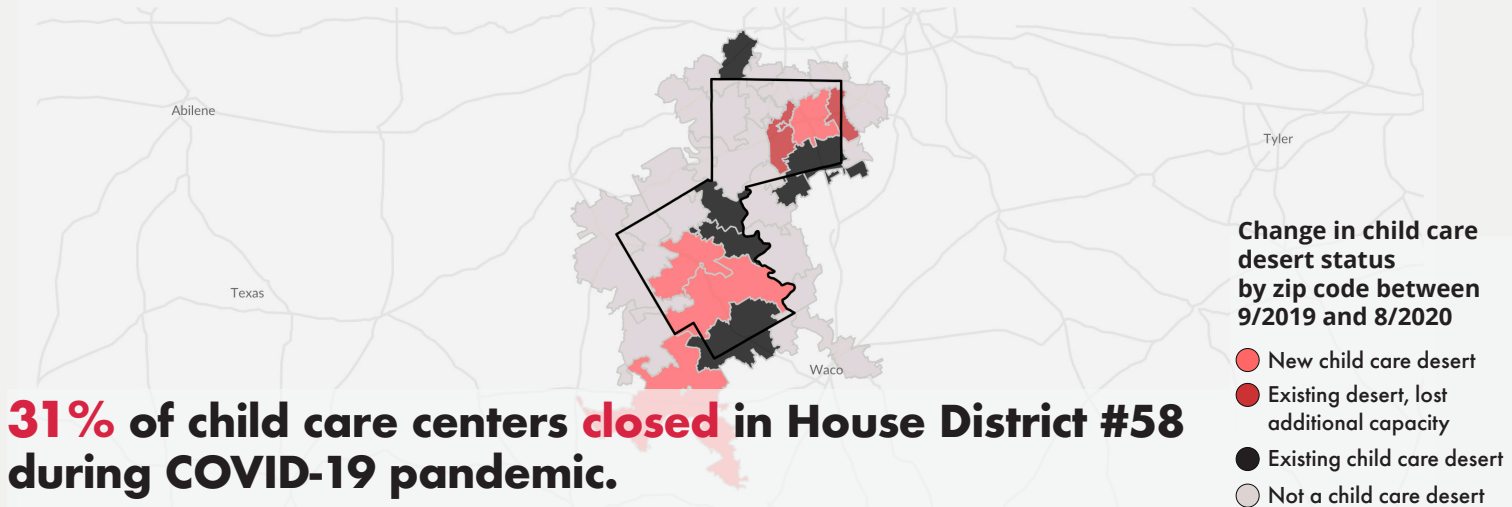 Abilene
Tyler
Texas
Waco
Change in child care
desert status
by zip code between
9/2019 and 8/2020
New child care desert
Existing desert, lost
additional capacity
Existing child care desert
Not a child care desert
31% of child care centers closed in House District #58
during COVID-19 pandemic.